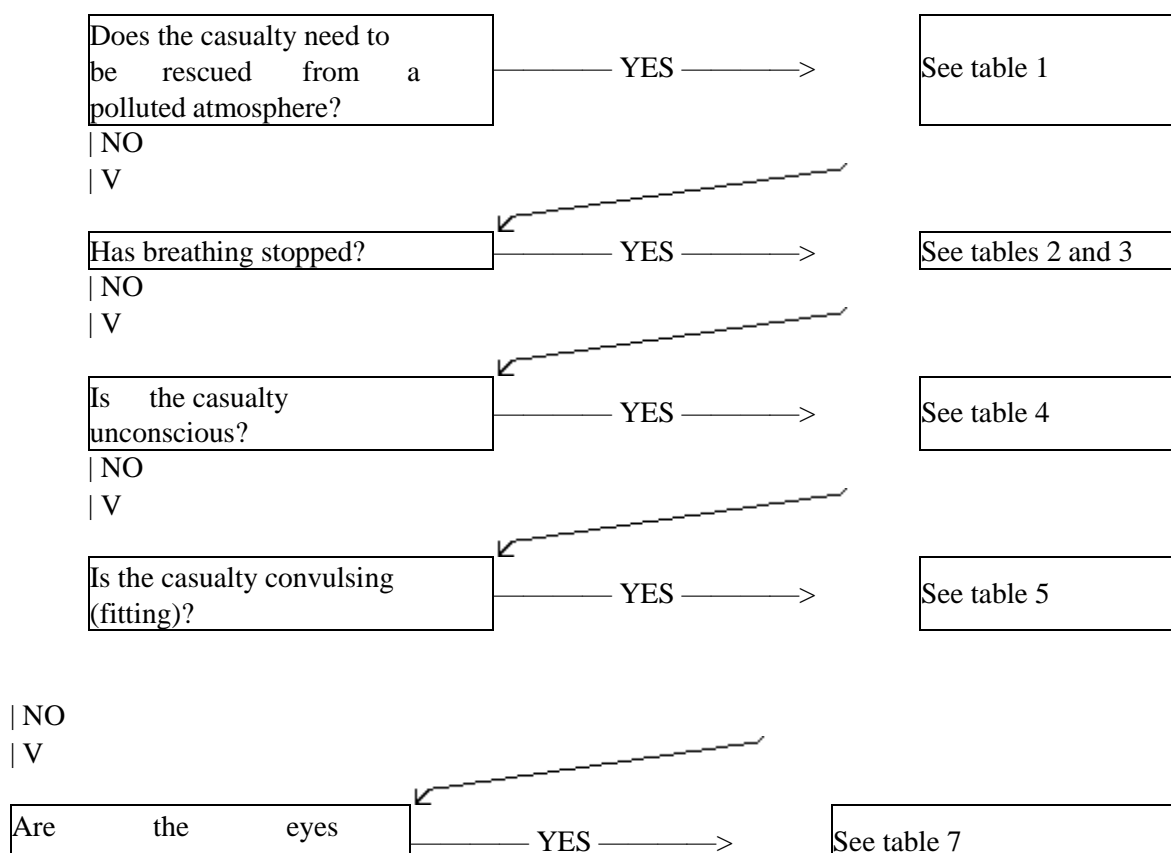 Does the casualty need to
be rescued from a
polluted atmosphere?
——— YES ———>
See table 1
| NO
| V
Has breathing stopped?
——— YES ———>
See tables 2 and 3
| NO
| V
Is the casualty
unconscious?
——— YES ———>
See table 4
| NO
| V
Is the casualty convulsing
(fitting)?
——— YES ———>
See table 5
| NO
| V
Are the eyes
——— YES ———>
See table 7